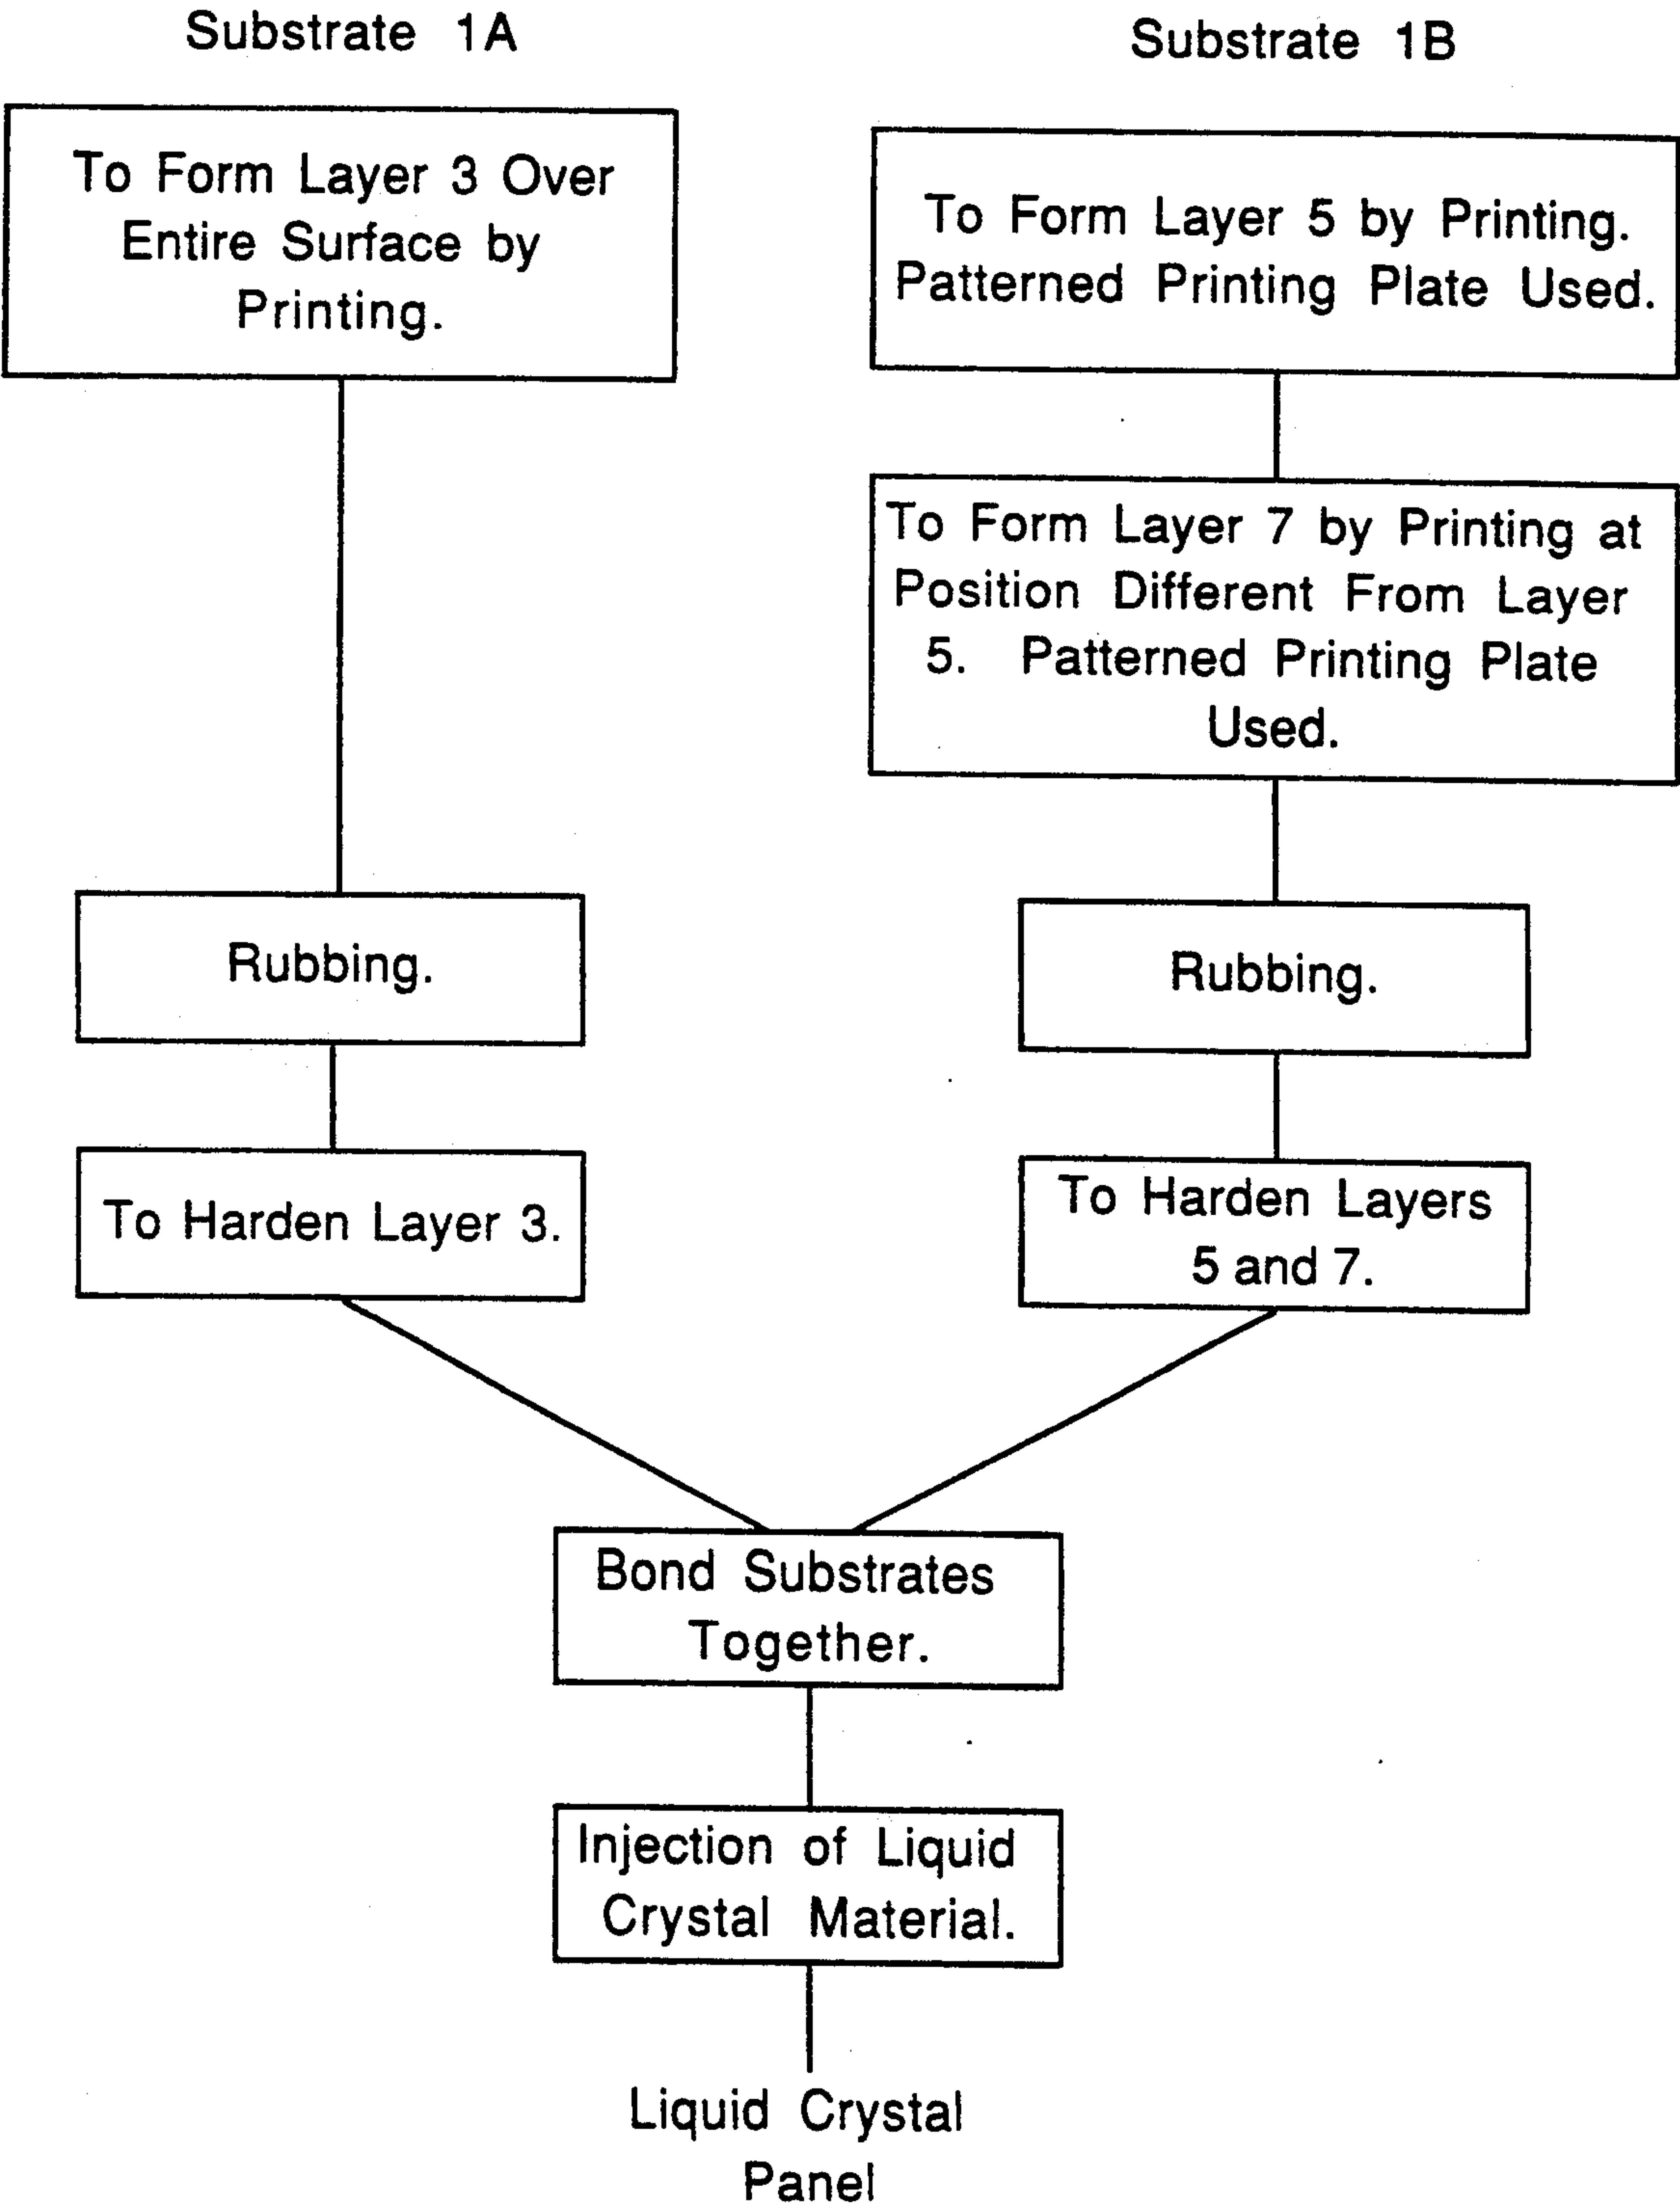 Substrate 1A
To Form Layer 3 Over
Entire Surface by
Printing.
Rubbing.
To Harden Layer 3.
Substrate 1B
To Form Layer 5 by Printing.
Patterned Printing Plate Used.
To Form Layer 7 by Printing at
Position Different From Layer
5. Patterned Printing Plate
Used.
Rubbing.
To Harden Layers
5 and 7.
Bond Substrates
Together.
Injection of Liquid
Crystal Material.
Liquid Crystal
Panel